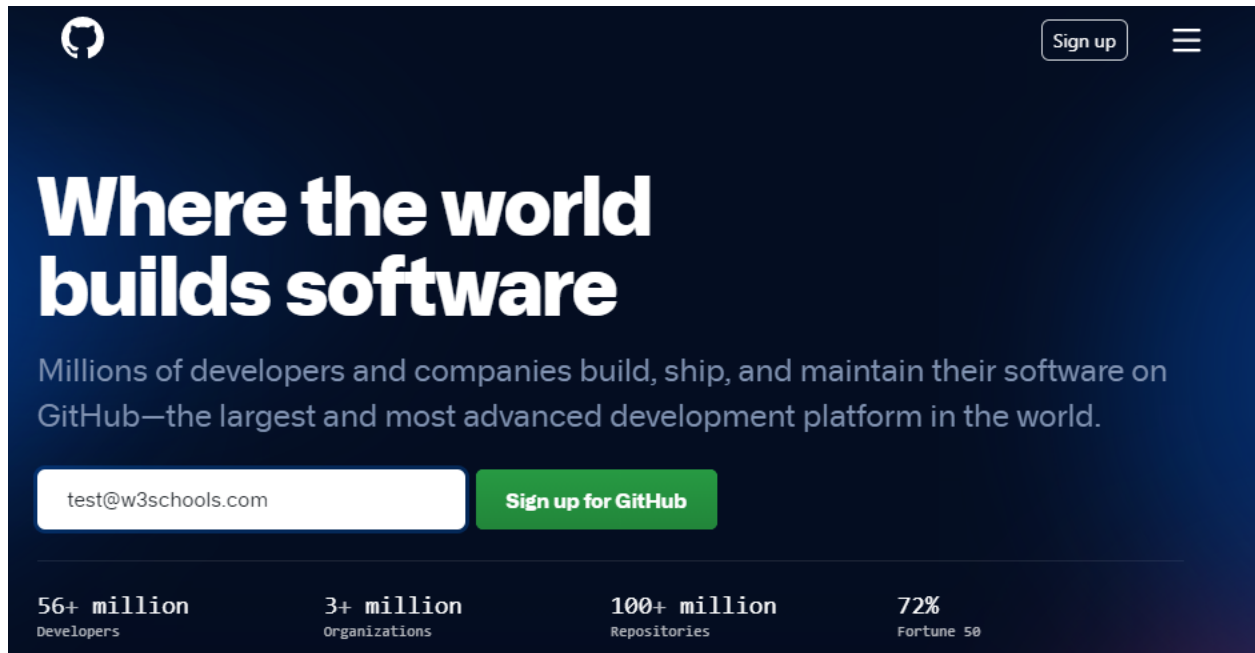 Sign up
Where the world
builds software
Millions of developers and companies build, ship, and maintain their software on
GitHub—the largest and most advanced development platform in the world.
test@w3schools.com
Sign up for GitHub
56+ million 3+ million 100+ million 72%
Developers Organizations Repositories Fortune 50